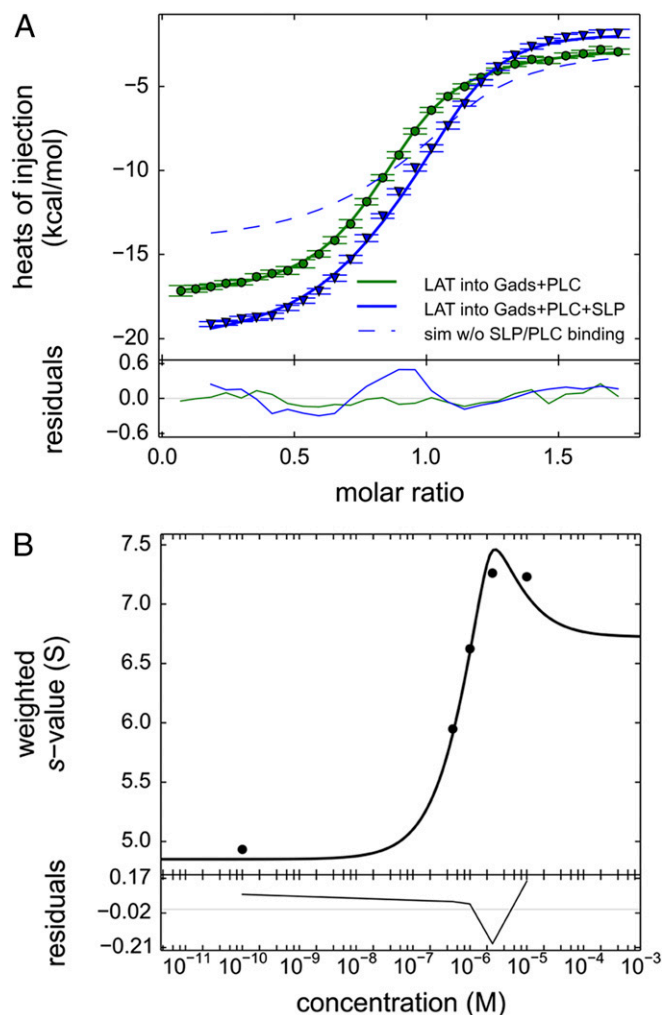 A
heats of injection
(kcal/mol)
−5
−10
−15
−20
LAT into Gads+PLC
LAT into Gads+PLC+SLP
sim w/o SLP/PLC binding
residuals
0.6
0.0
−0.6
0.0 0.5 1.0 1.5
molar ratio
B
weighted
s−value (S)
7.5
7.0
6.5
6.0
5.5
5.0
residuals
0.17
−0.02
−0.21
10⁻¹¹ 10⁻¹⁰ 10⁻⁹ 10⁻⁸ 10⁻⁷ 10⁻⁶ 10⁻⁵ 10⁻⁴ 10⁻³
concentration (M)